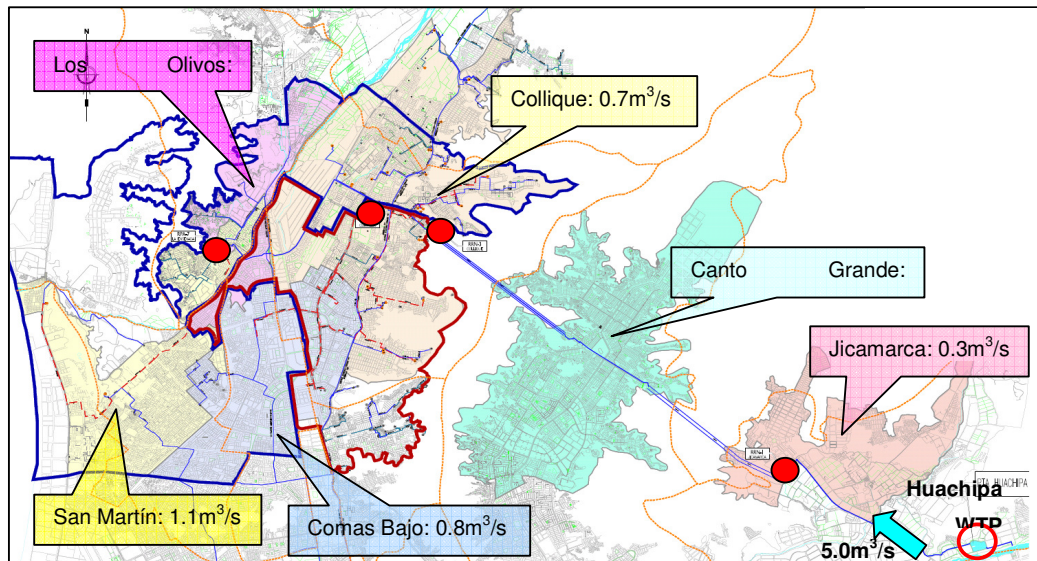 N
Los Olivos:
Collique: 0.7m³/s
Canto Grande:
Jicamarca: 0.3m³/s
San Martín: 1.1m³/s
Comas Bajo: 0.8m³/s
HUACHIPA
Huachipa
WTP
5.0m³/s